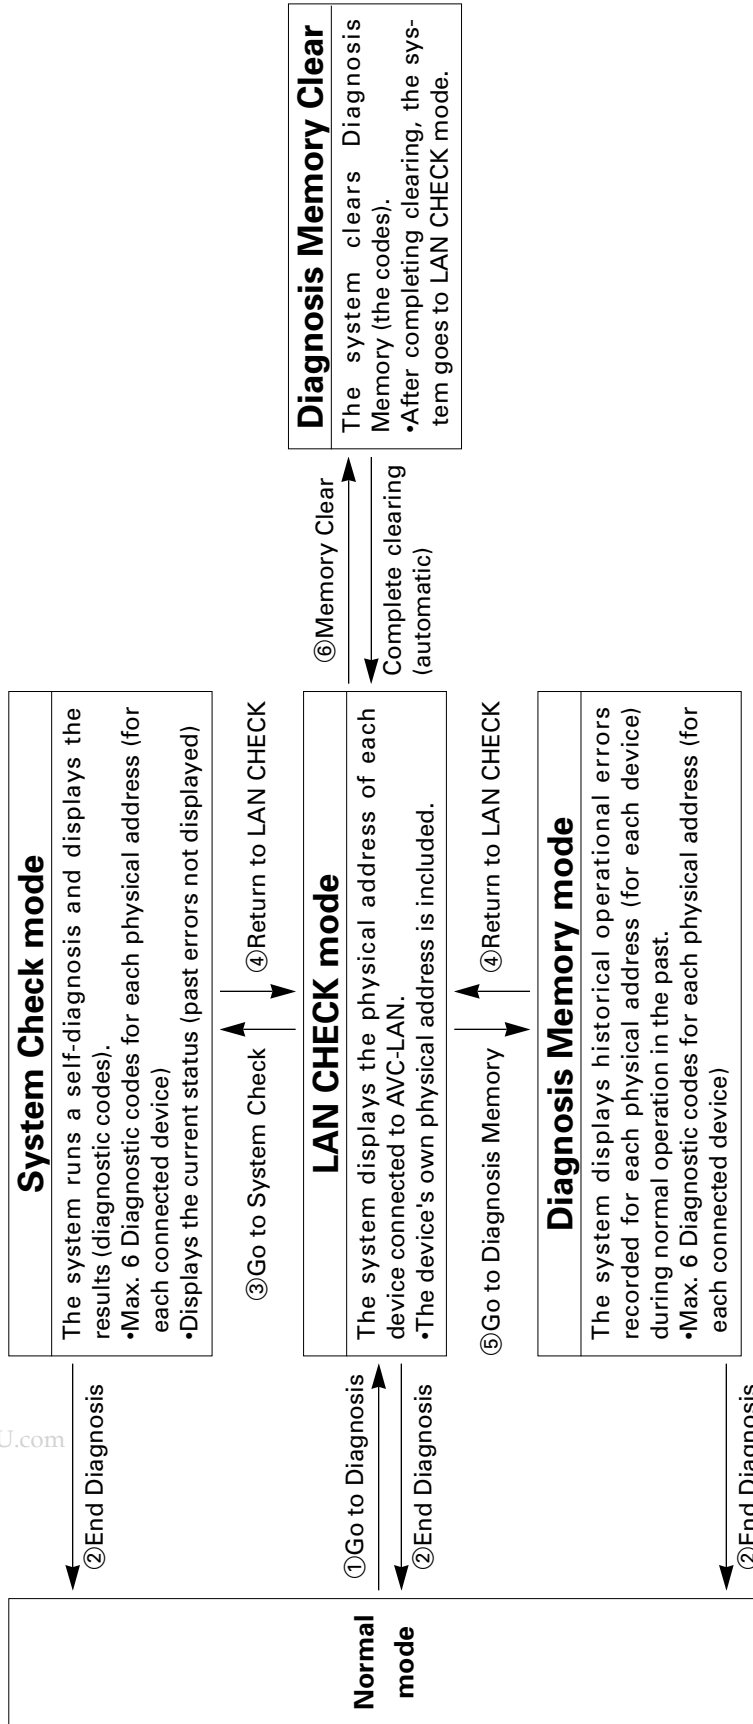 System Check mode
The system runs a self-diagnosis and displays the
results (diagnostic codes).
•Max. 6 Diagnostic codes for each physical address (for
each connected device)
•Displays the current status (past errors not displayed)
②End Diagnosis
③Go to System Check
④Return to LAN CHECK
Normal
mode
①Go to Diagnosis
②End Diagnosis
LAN CHECK mode
The system displays the physical address of each
device connected to AVC-LAN.
•The device's own physical address is included.
⑥Memory Clear
Complete clearing
(automatic)
Diagnosis Memory Clear
The system clears Diagnosis
Memory (the codes).
•After completing clearing, the sys-
tem goes to LAN CHECK mode.
⑤Go to Diagnosis Memory
④Return to LAN CHECK
Diagnosis Memory mode
The system displays historical operational errors
recorded for each physical address (for each device)
during normal operation in the past.
•Max. 6 Diagnostic codes for each physical address (for
each connected device)
②End Diagnosis
U.com